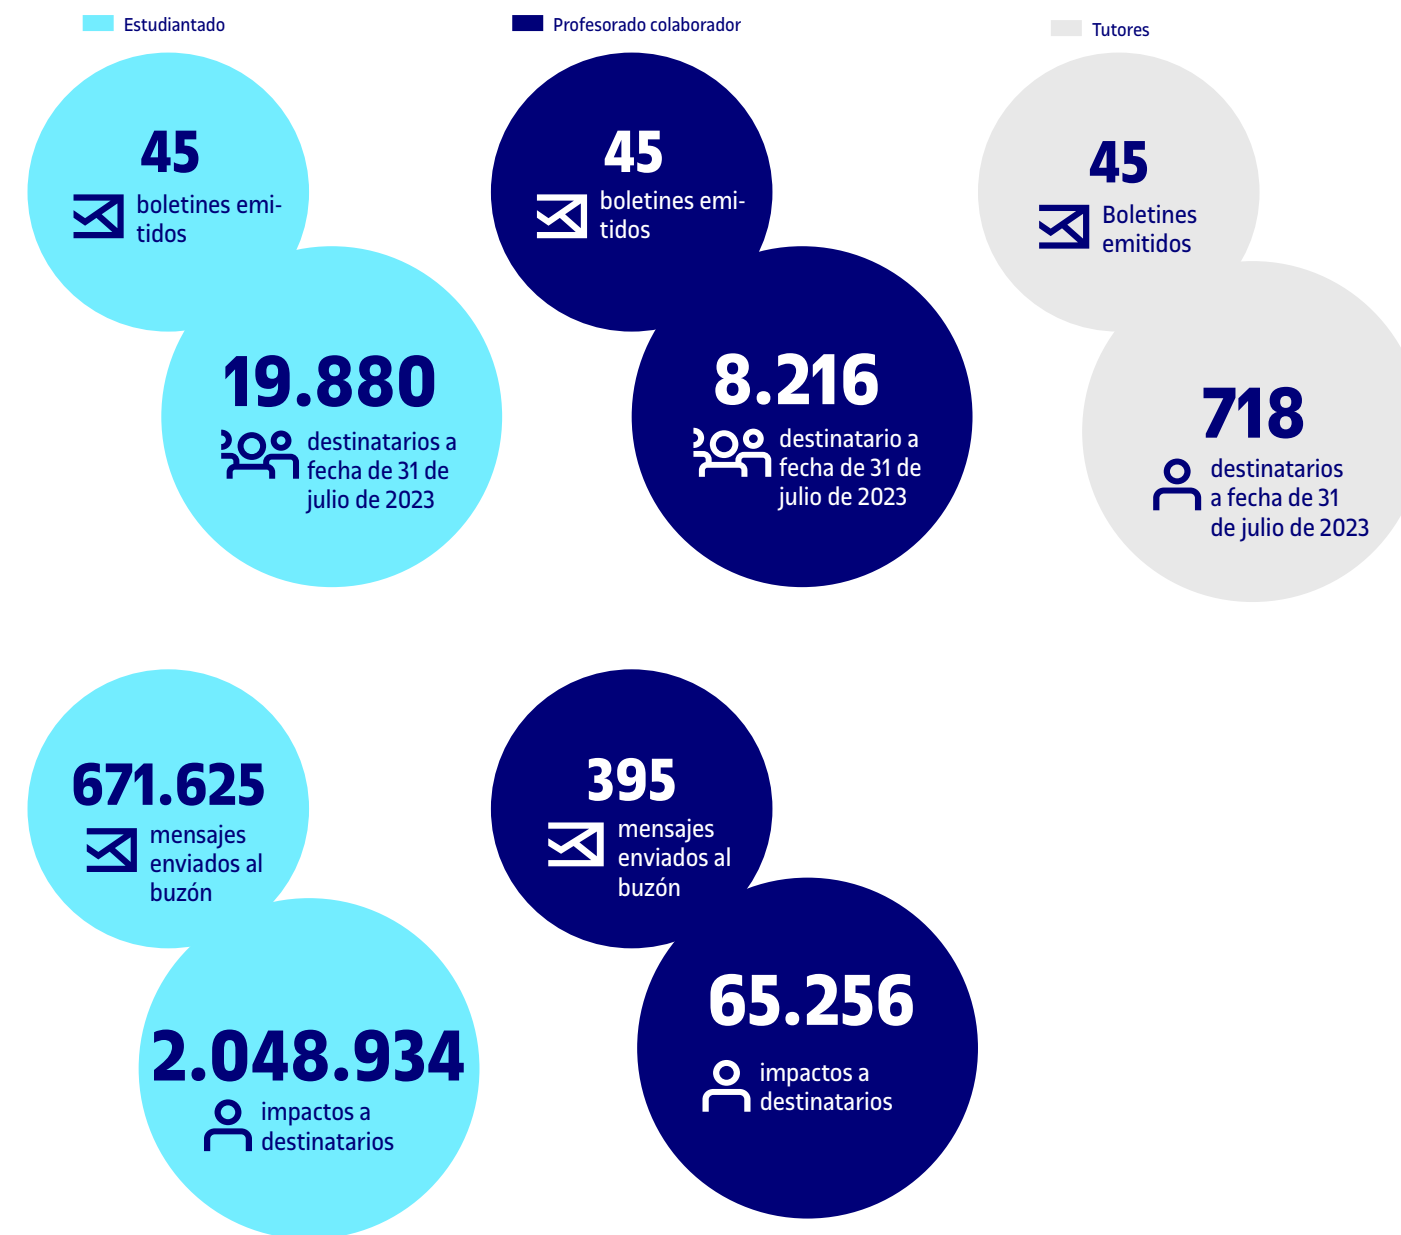 Estudiantado
45
boletines emi-
tidos
19.880
destinatarios a
fecha de 31 de
julio de 2023
Profesorado colaborador
45
boletines emi-
tidos
8.216
destinatario a
fecha de 31 de
julio de 2023
Tutores
45
Boletines
emitidos
718
destinatarios
a fecha de 31
de julio de 2023
671.625
mensajes
enviados al
buzón
2.048.934
impactos a
destinatarios
395
mensajes
enviados al
buzón
65.256
impactos a
destinatarios